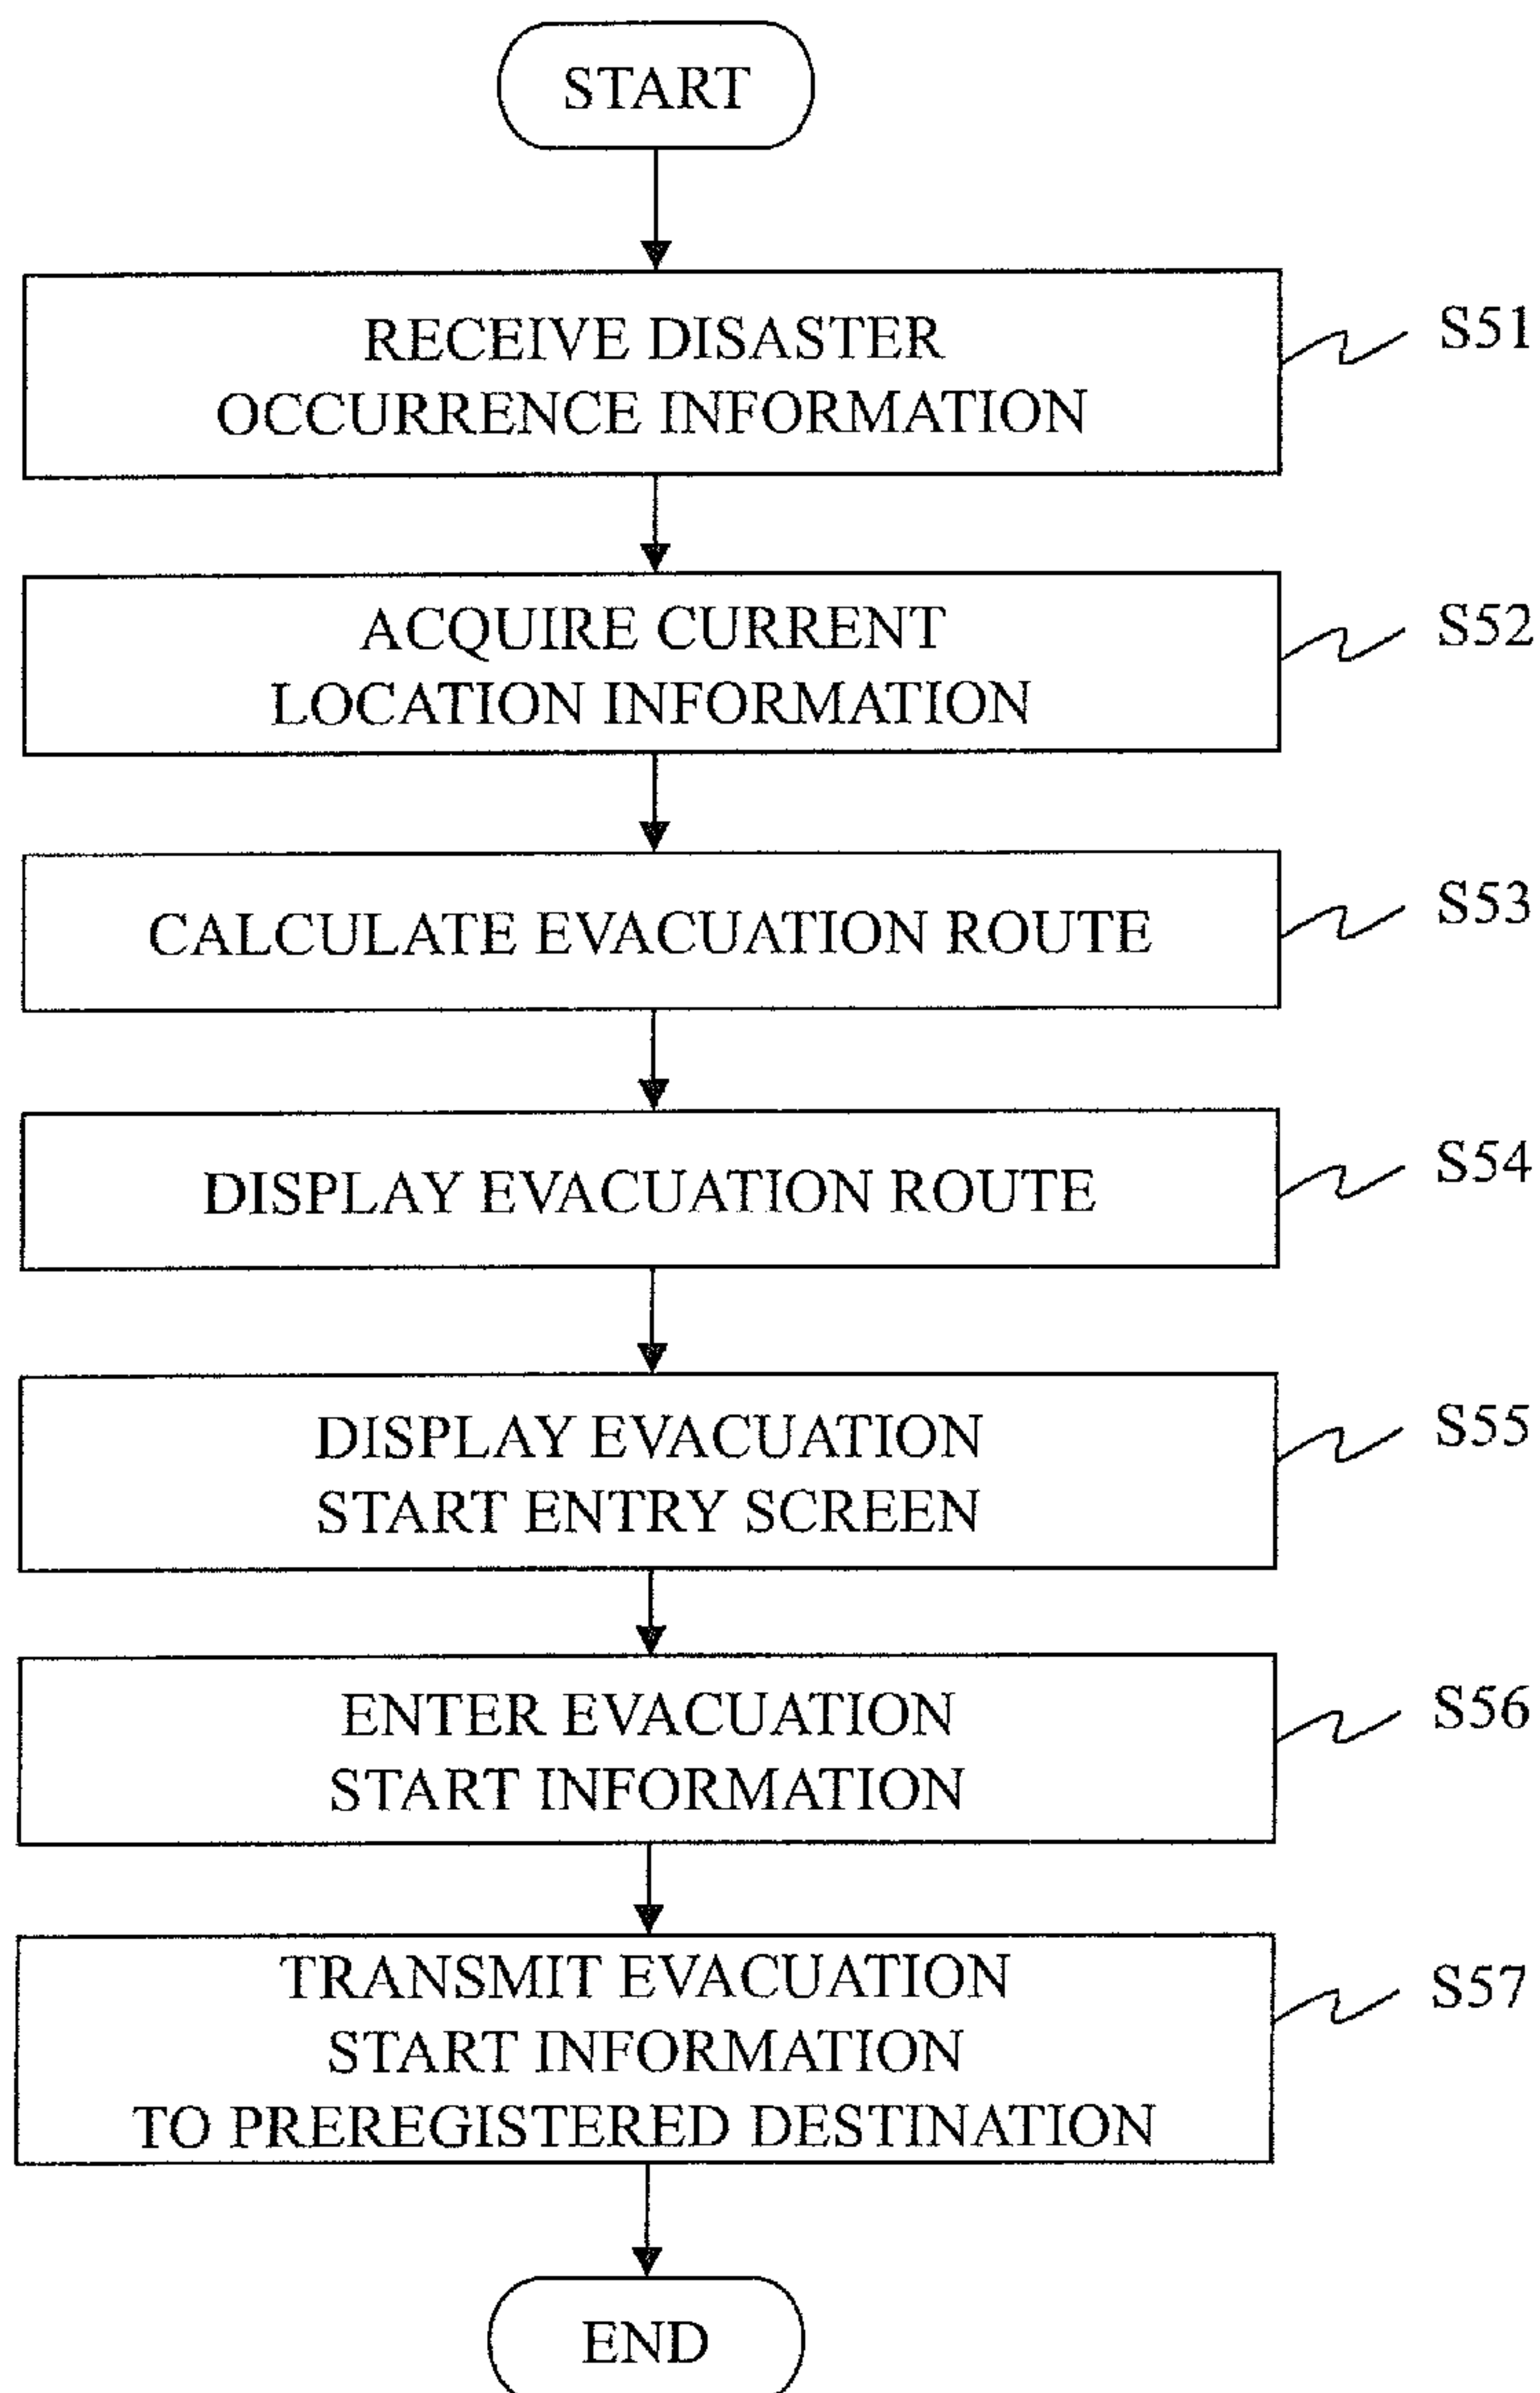 START
RECEIVE DISASTER
OCCURRENCE INFORMATION
S51
ACQUIRE CURRENT
LOCATION INFORMATION
S52
CALCULATE EVACUATION ROUTE
S53
DISPLAY EVACUATION ROUTE
S54
DISPLAY EVACUATION
START ENTRY SCREEN
S55
ENTER EVACUATION
START INFORMATION
S56
TRANSMIT EVACUATION
START INFORMATION
TO PREREGISTERED DESTINATION
S57
END